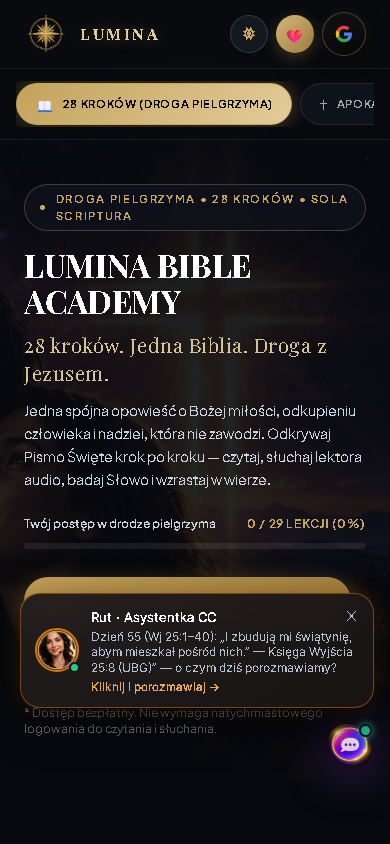 LUMINA
28 KROKÓW (DROGA PIELGRZYMA)
† APOKA
DROGA PIELGRZYMA • 28 KROKÓW • SOLA
SCRIPTURA
LUMINA BIBLE
ACADEMY
28 kroków. Jedna Biblia. Droga z
Jezusem.
Jedna spójna opowieść o Bożej miłości, odkupieniu
człowieka i nadziei, która nie zawodzi. Odkrywaj
Pismo Święte krok po kroku — czytaj, słuchaj lektora
audio, badaj Słowo i wzrastaj w wierze.
Twój postęp w drodze pielgrzyma 0 / 29 LEKCJI (0%)
Rut · Asystentka CC
Dzień 55 (Wj 25:1–40): „I zbudują mi świątynię,
abym mieszkał pośród nich.” — Księga Wyjścia
25:8 (UBG)” — o czym dziś porozmawiamy?
Kliknij i porozmawiaj →
* Dostęp bezpłatny. Nie wymaga natychmiastowego
logowania do czytania i słuchania.